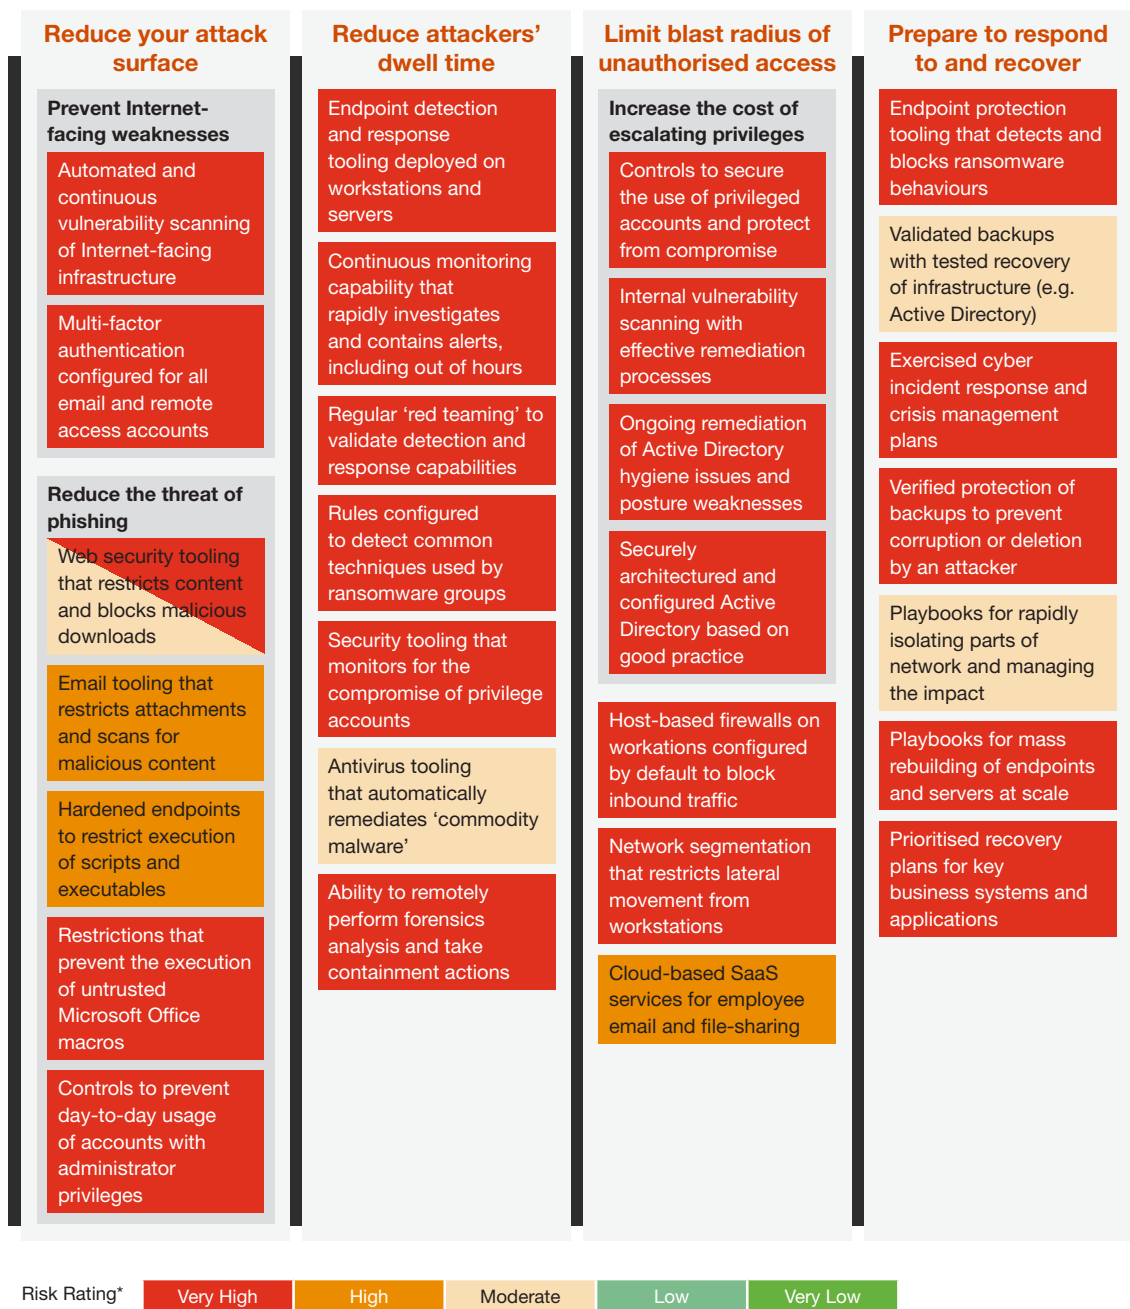 Reduce your attack
surface
Prevent Internet-
facing weaknesses
Automated and
continuous
vulnerability scanning
of Internet-facing
infrastructure
Multi-factor
authentication
configured for all
email and remote
access accounts
Reduce the threat of
phishing
Web security tooling
that restricts content
and blocks malicious
downloads
Email tooling that
restricts attachments
and scans for
malicious content
Hardened endpoints
to restrict execution
of scripts and
executables
Restrictions that
prevent the execution
of untrusted
Microsoft Office
macros
Controls to prevent
day-to-day usage
of accounts with
administrator
privileges
Reduce attackers’
dwell time
Endpoint detection
and response
tooling deployed on
workstations and
servers
Continuous monitoring
capability that
rapidly investigates
and contains alerts,
including out of hours
Regular ‘red teaming’ to
validate detection and
response capabilities
Rules configured
to detect common
techniques used by
ransomware groups
Security tooling that
monitors for the
compromise of privilege
accounts
Antivirus tooling
that automatically
remediates ‘commodity
malware’
Ability to remotely
perform forensics
analysis and take
containment actions
Limit blast radius of
unauthorised access
Increase the cost of
escalating privileges
Controls to secure
the use of privileged
accounts and protect
from compromise
Internal vulnerability
scanning with
effective remediation
processes
Ongoing remediation
of Active Directory
hygiene issues and
posture weaknesses
Securely
architectured and
configured Active
Directory based on
good practice
Host-based firewalls on
workations configured
by default to block
inbound traffic
Network segmentation
that restricts lateral
movement from
workstations
Cloud-based SaaS
services for employee
email and file-sharing
Prepare to respond
to and recover
Endpoint protection
tooling that detects and
blocks ransomware
behaviours
Validated backups
with tested recovery
of infrastructure (e.g.
Active Directory)
Exercised cyber
incident response and
crisis management
plans
Verified protection of
backups to prevent
corruption or deletion
by an attacker
Playbooks for rapidly
isolating parts of
network and managing
the impact
Playbooks for mass
rebuilding of endpoints
and servers at scale
Prioritised recovery
plans for key
business systems and
applications
Risk Rating* Very High High Moderate Low Very Low